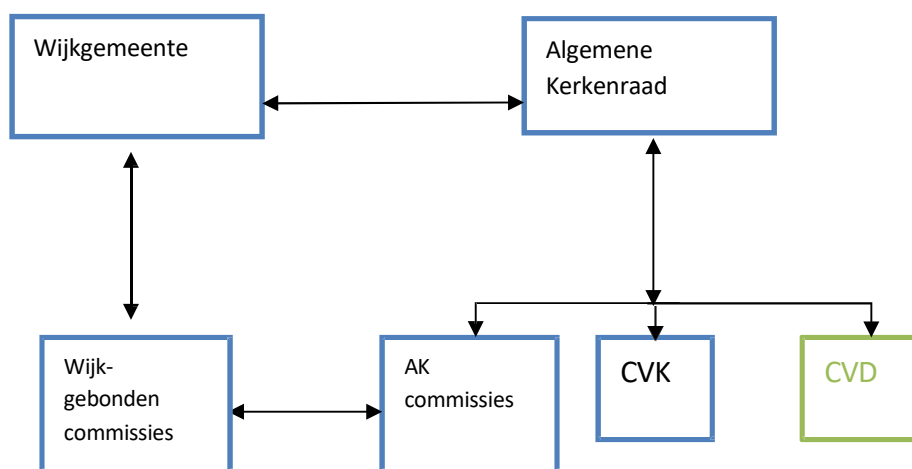 Wijkgemeente
Algemene
Kerkenraad
Wijk-
gebonden
commissies
AK
commissies
CVK
CVD